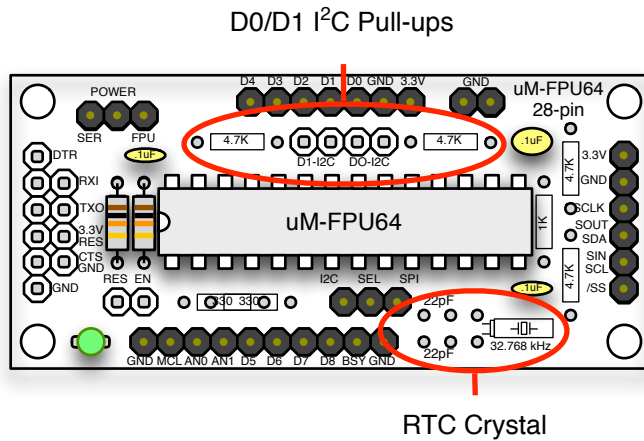 D0/D1 I²C Pull-ups
D4 D3 D2 D1 D0 GND 3.3V
GND
uM-FPU64
28-pin
POWER
SER FPU
.1uF
4.7K
D1-I2C DO-I2C
4.7K
.1uF
4.7K
3.3V
GND
SCLK
SOUT
SDA
SIN
SCL
/SS
DTR
RXI
TXO
3.3V
RES
CTS
GND
GND
uM-FPU64
1K
4.7K
.1uF
RES EN
330 330
I2C SEL SPI
22pF
22pF
32.768 kHz
GND MCL AN0 AN1 D5 D6 D7 D8 BSY GND
RTC Crystal